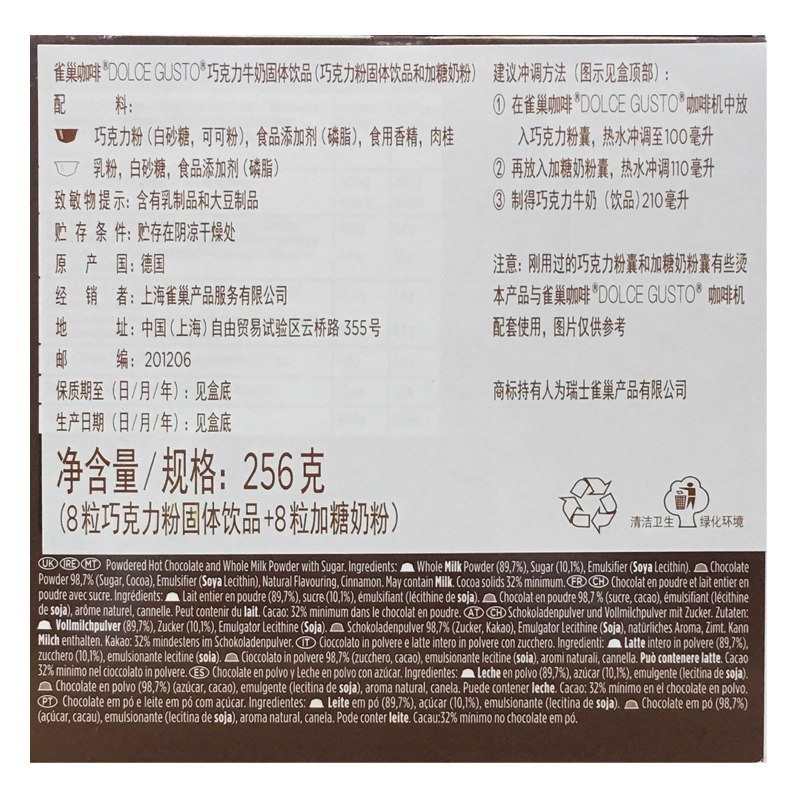 雀巢咖啡®DOLCE GUSTO®巧克力牛奶固体饮品(巧克力粉固体饮品和加糖奶粉)
配 料:
巧克力粉(白砂糖,可可粉),食品添加剂(磷脂),食用香精,肉桂
乳粉,白砂糖,食品添加剂(磷脂)
致敏物提示:含有乳制品和大豆制品
贮存条件:贮存在阴凉干燥处
原产国:德国
经销者:上海雀巢产品服务有限公司
地 址:中国(上海)自由贸易试验区云桥路 355号
邮 编:201206
保质期至(日/月/年):见盒底
生产日期(日/月/年):见盒底
净含量/规格:256克
(8粒巧克力粉固体饮品+8粒加糖奶粉)
建议冲调方法(图示见盒顶部):
① 在雀巢咖啡®DOLCE GUSTO®咖啡机中放
入巧克力粉囊,热水冲调至100毫升
② 再放入加糖奶粉囊,热水冲调110毫升
③ 制得巧克力牛奶(饮品)210毫升
注意:刚用过的巧克力粉囊和加糖奶粉囊有些烫
本产品与雀巢咖啡®DOLCE GUSTO®咖啡机
配套使用,图片仅供参考
商标持有人为瑞士雀巢产品有限公司
清洁卫生 绿化环境
UK IRE MT Powdered Hot Chocolate and Whole Milk Powder with Sugar. Ingredients: Whole Milk Powder (89,7%), Sugar (10,1%), Emulsifier (Soya Lecithin). Chocolate
Powder 98,7% (Sugar, Cocoa), Emulsifier (Soya Lecithin), Natural Flavouring, Cinnamon. May contain Milk. Cocoa solids 32% minimum. FR CH Chocolat en poudre et lait entier en
poudre avec sucre. Ingrédients: Lait entier en poudre (89,7%), sucre (10,1%), émulsifiant (lécithine de soja). Chocolat en poudre 98,7 % (sucre, cacao), émulsifiant (lécithine
de soja), arôme naturel, cannelle. Peut contenir du lait. Cacao: 32% minimum dans le chocolat en poudre. AT CH Schokoladenpulver und Vollmilchpulver mit Zucker. Zutaten:
Vollmilchpulver (89,7%), Zucker (10,1%), Emulgator Lecithine (Soja). Schokoladenpulver 98,7% (Zucker, Kakao), Emulgator Lecithine (Soja), natürliches Aroma, Zimt. Kann
Milch enthalten. Kakao: 32% mindestens im Schokoladenpulver. IT Cioccolato in polvere e latte intero in polvere con zucchero. Ingredienti: Latte intero in polvere (89,7%),
zucchero (10,1%), emulsionante lecitine (soia). Cioccolato in polvere 98,7% (zucchero, cacao), emulsionante lecitine (soia), aromi naturali, cannella. Può contenere latte. Cacao
32% minimo nel cioccolato in polvere. ES Chocolate en polvo y Leche en polvo con azúcar. Ingredientes: Leche en polvo (89,7%), azúcar (10,1%), emulgente (lecitina de soja).
Chocolate en polvo (98,7%) (azúcar, cacao), emulgente (lecitina de soja), aroma natural, canela. Puede contener leche. Cacao: 32% mínimo en el chocolate en polvo.
PT Chocolate em pó e leite em pó com açúcar. Ingredientes: Leite em pó (89,7%), açúcar (10,1%), emulsionante (lecitina de soja). Chocolate em pó (98,7%)
(açúcar, cacau), emulsionante (lecitina de soja), aroma natural, canela. Pode conter leite. Cacau:32% mínimo no chocolate em pó.